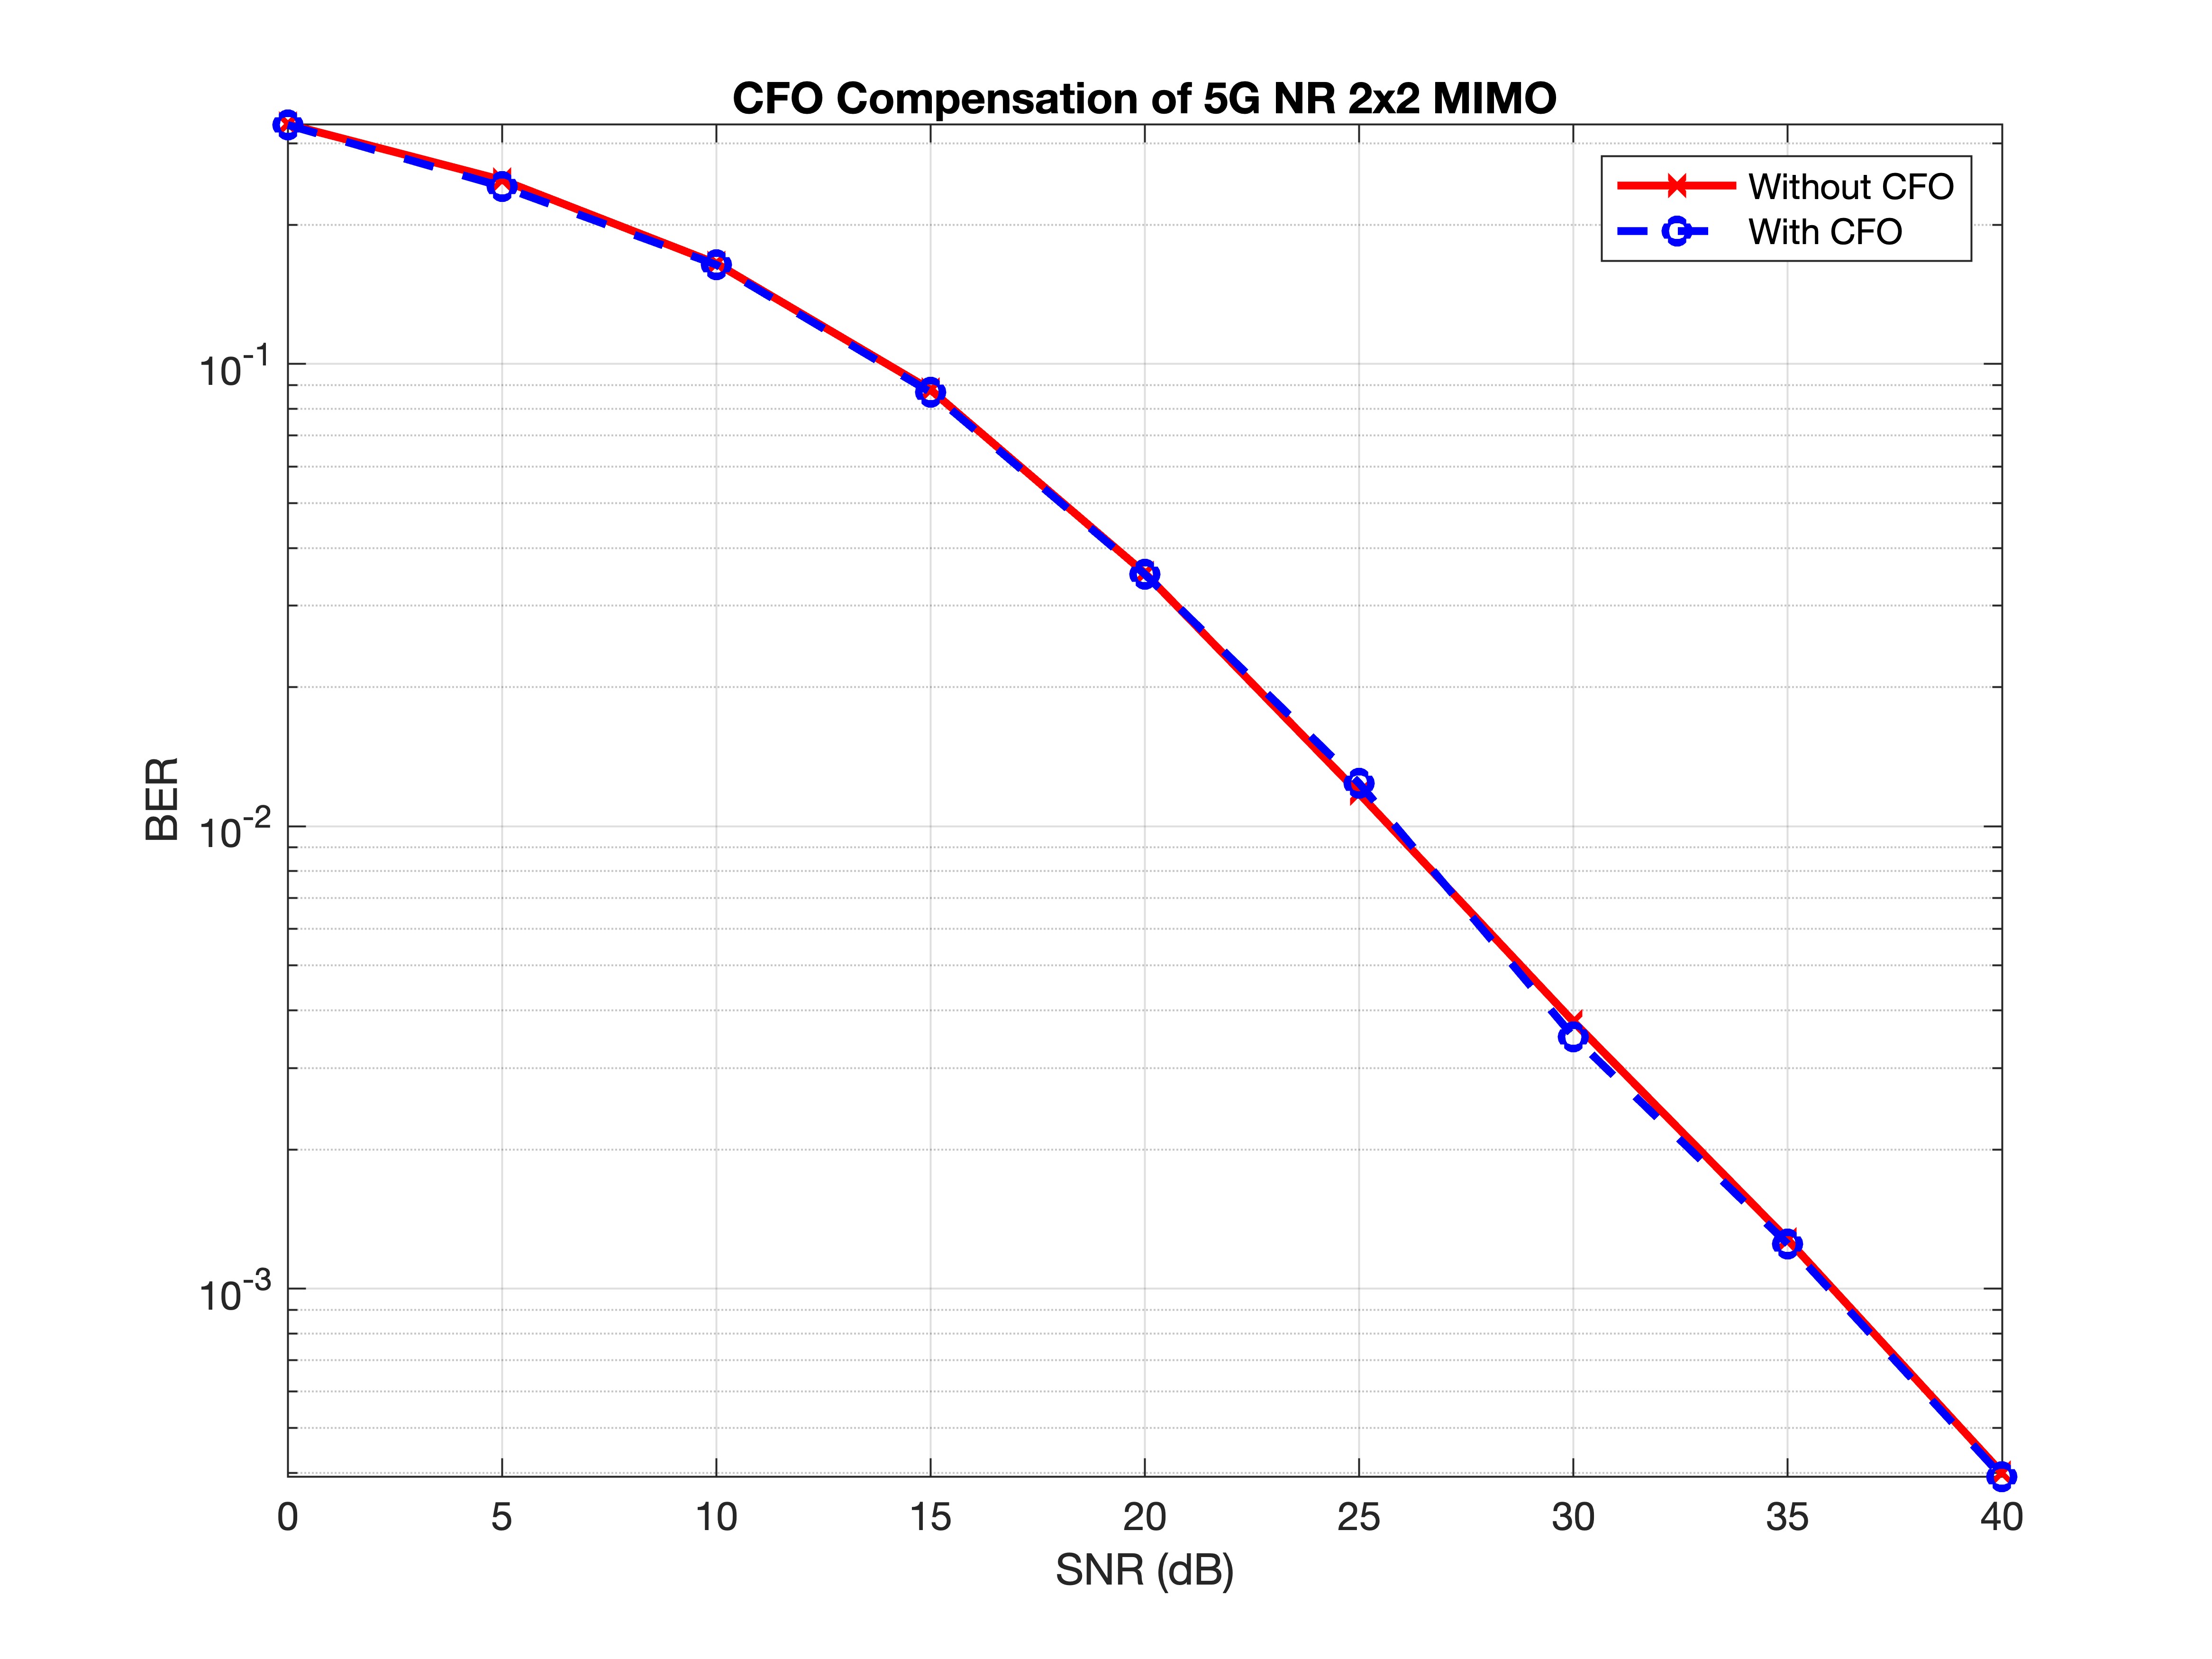 CFO Compensation of 5G NR 2x2 MIMO
Without CFO
With CFO
10^-1
10^-2
10^-3
BER
0 5 10 15 20 25 30 35 40
SNR (dB)